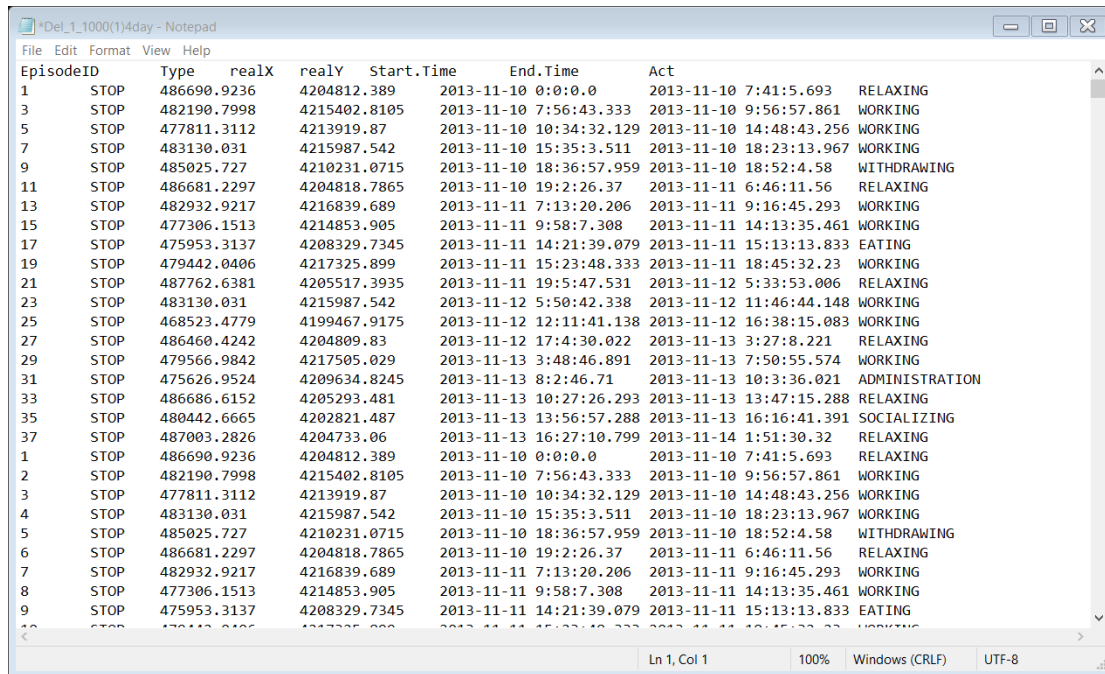 *Del_1_1000(1)4day - Notepad
File Edit Format View Help
EpisodeID Type realX realY Start.Time End.Time Act
1 STOP 486690.9236 4204812.389 2013-11-10 0:0:0.0 2013-11-10 7:41:5.693 RELAXING
3 STOP 482190.7998 4215402.8105 2013-11-10 7:56:43.333 2013-11-10 9:56:57.861 WORKING
5 STOP 477811.3112 4213919.87 2013-11-10 10:34:32.129 2013-11-10 14:48:43.256 WORKING
7 STOP 483130.031 4215987.542 2013-11-10 15:35:3.511 2013-11-10 18:23:13.967 WORKING
9 STOP 485025.727 4210231.0715 2013-11-10 18:36:57.959 2013-11-10 18:52:4.58 WITHDRAWING
11 STOP 486681.2297 4204818.7865 2013-11-10 19:2:26.37 2013-11-11 6:46:11.56 RELAXING
13 STOP 482932.9217 4216839.689 2013-11-11 7:13:20.206 2013-11-11 9:16:45.293 WORKING
15 STOP 477306.1513 4214853.905 2013-11-11 9:58:7.308 2013-11-11 14:13:35.461 WORKING
17 STOP 475953.3137 4208329.7345 2013-11-11 14:21:39.079 2013-11-11 15:13:13.833 EATING
19 STOP 479442.0406 4217325.899 2013-11-11 15:23:48.333 2013-11-11 18:45:32.23 WORKING
21 STOP 487762.6381 4205517.3935 2013-11-11 19:5:47.531 2013-11-12 5:33:53.006 RELAXING
23 STOP 483130.031 4215987.542 2013-11-12 5:50:42.338 2013-11-12 11:46:44.148 WORKING
25 STOP 468523.4779 4199467.9175 2013-11-12 12:11:41.138 2013-11-12 16:38:15.083 WORKING
27 STOP 486460.4242 4204809.83 2013-11-12 17:4:30.022 2013-11-13 3:27:8.221 RELAXING
29 STOP 479566.9842 4217505.029 2013-11-13 3:48:46.891 2013-11-13 7:50:55.574 WORKING
31 STOP 475626.9524 4209634.8245 2013-11-13 8:2:46.71 2013-11-13 10:3:36.021 ADMINISTRATION
33 STOP 486686.6152 4205293.481 2013-11-13 10:27:26.293 2013-11-13 13:47:15.288 RELAXING
35 STOP 480442.6665 4202821.487 2013-11-13 13:56:57.288 2013-11-13 16:16:41.391 SOCIALIZING
37 STOP 487003.2826 4204733.06 2013-11-13 16:27:10.799 2013-11-14 1:51:30.32 RELAXING
1 STOP 486690.9236 4204812.389 2013-11-10 0:0:0.0 2013-11-10 7:41:5.693 RELAXING
2 STOP 482190.7998 4215402.8105 2013-11-10 7:56:43.333 2013-11-10 9:56:57.861 WORKING
3 STOP 477811.3112 4213919.87 2013-11-10 10:34:32.129 2013-11-10 14:48:43.256 WORKING
4 STOP 483130.031 4215987.542 2013-11-10 15:35:3.511 2013-11-10 18:23:13.967 WORKING
5 STOP 485025.727 4210231.0715 2013-11-10 18:36:57.959 2013-11-10 18:52:4.58 WITHDRAWING
6 STOP 486681.2297 4204818.7865 2013-11-10 19:2:26.37 2013-11-11 6:46:11.56 RELAXING
7 STOP 482932.9217 4216839.689 2013-11-11 7:13:20.206 2013-11-11 9:16:45.293 WORKING
8 STOP 477306.1513 4214853.905 2013-11-11 9:58:7.308 2013-11-11 14:13:35.461 WORKING
9 STOP 475953.3137 4208329.7345 2013-11-11 14:21:39.079 2013-11-11 15:13:13.833 EATING
Ln 1, Col 1 100% Windows (CRLF) UTF-8